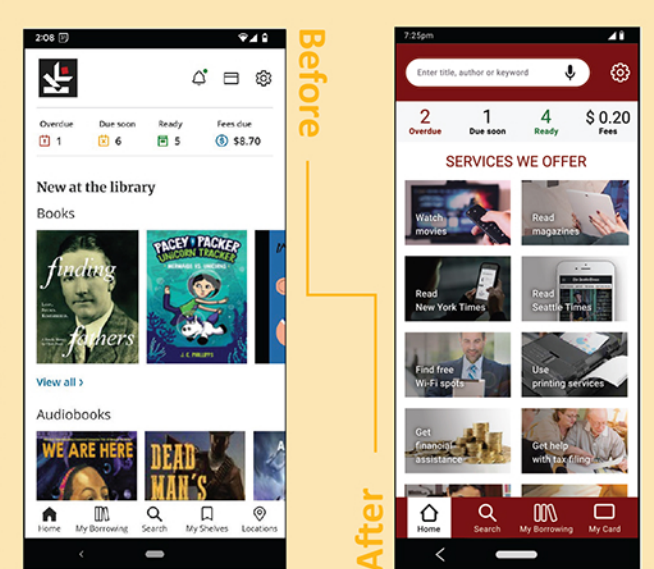 2:08
Overdue Due soon Ready Fees due
1 6 5 $8.70
New at the library
Books
finding
fathers
PACEY PACKER
UNICORN TRACKER
MERMAIDS VS. UNICORNS
J. C. PHILLIPPS
View all ›
Audiobooks
WE ARE HERE
DEAD
MAN'S
A
Home My Borrowing Search My Shelves Locations
Before
After
7:25pm
Enter title, author or keyword
2 1 4 $ 0.20
Overdue Due soon Ready Fees
SERVICES WE OFFER
Watch
movies
Read
magazines
Read
New York Times
Read
Seattle Times
Find free
Wi-Fi spots
Use
printing services
Get
financial
assistance
Get help
with tax filing
Home Search My Borrowing My Card